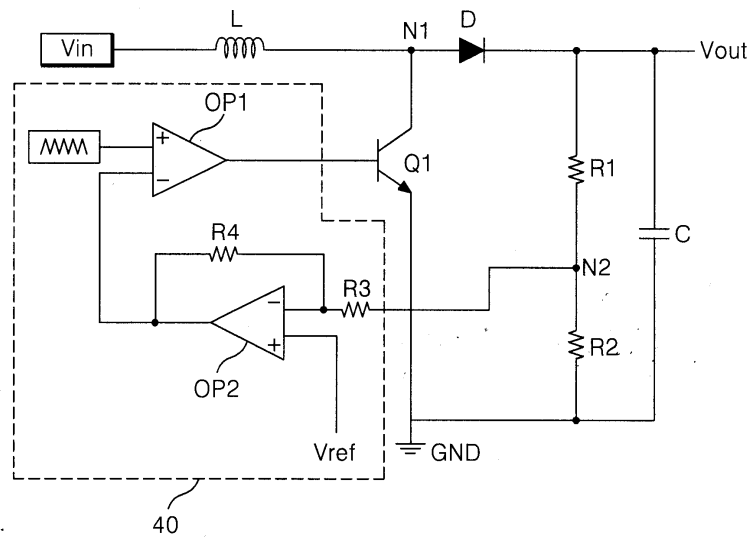 L
N1
D
Vin
Vout
OP1
+
−
Q1
R1
R4
C
N2
R3
−
+
R2
OP2
Vref
GND
40